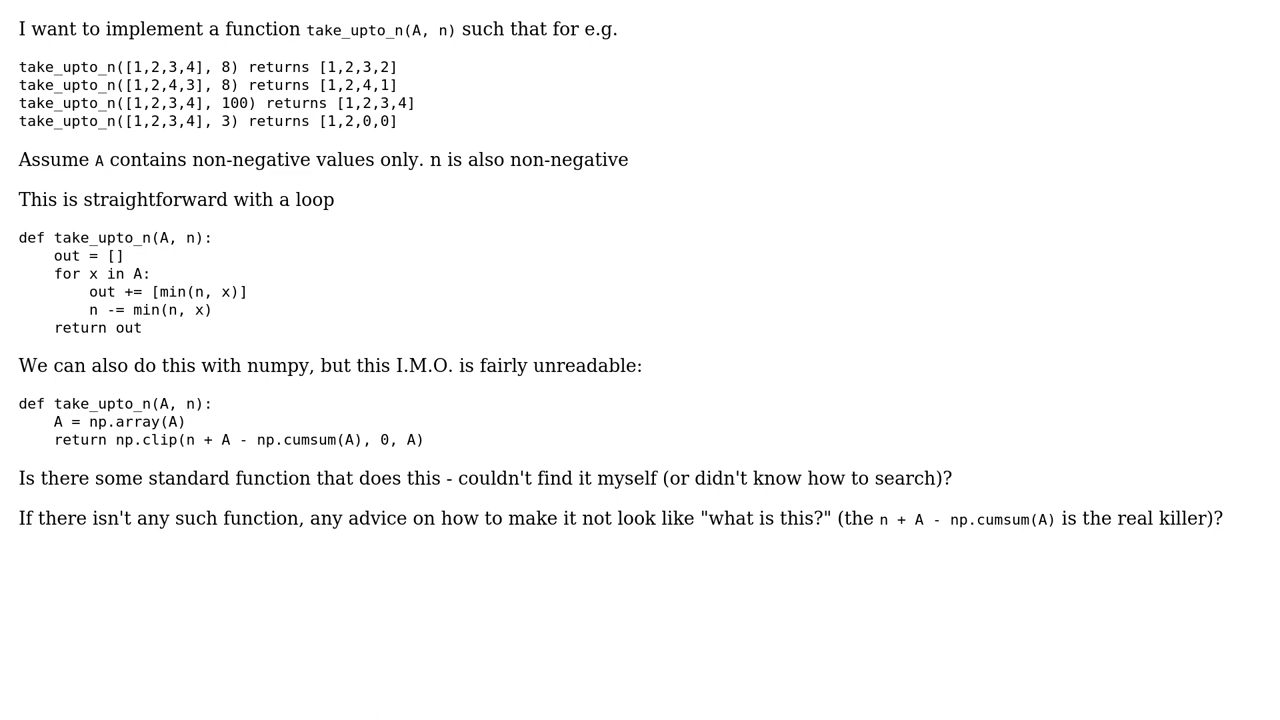 I want to implement a function take_upto_n(A, n) such that for e.g.
take_upto_n([1,2,3,4], 8) returns [1,2,3,2]
take_upto_n([1,2,4,3], 8) returns [1,2,4,1]
take_upto_n([1,2,3,4], 100) returns [1,2,3,4]
take_upto_n([1,2,3,4], 3) returns [1,2,0,0]
Assume A contains non-negative values only. n is also non-negative
This is straightforward with a loop
def take_upto_n(A, n):
    out = []
    for x in A:
        out += [min(n, x)]
        n -= min(n, x)
    return out
We can also do this with numpy, but this I.M.O. is fairly unreadable:
def take_upto_n(A, n):
    A = np.array(A)
    return np.clip(n + A - np.cumsum(A), 0, A)
Is there some standard function that does this - couldn't find it myself (or didn't know how to search)?
If there isn't any such function, any advice on how to make it not look like "what is this?" (the n + A - np.cumsum(A) is the real killer)?